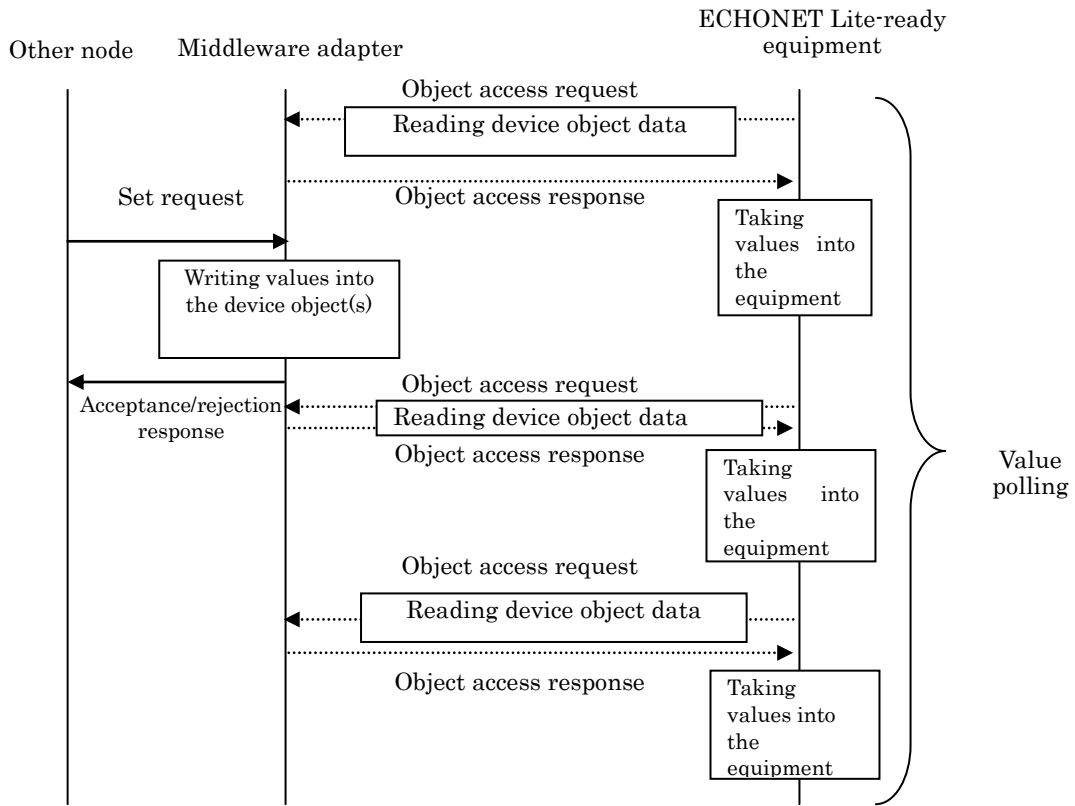 Other node
Middleware adapter
ECHONET Lite-ready
equipment
Object access request
Reading device object data
Object access response
Set request
Taking
values into
the
equipment
Writing values into
the device object(s)
Object access request
Acceptance/rejection
response
Reading device object data
Object access response
Taking
values into
the
equipment
Value
polling
Object access request
Reading device object data
Object access response
Taking
values into
the
equipment